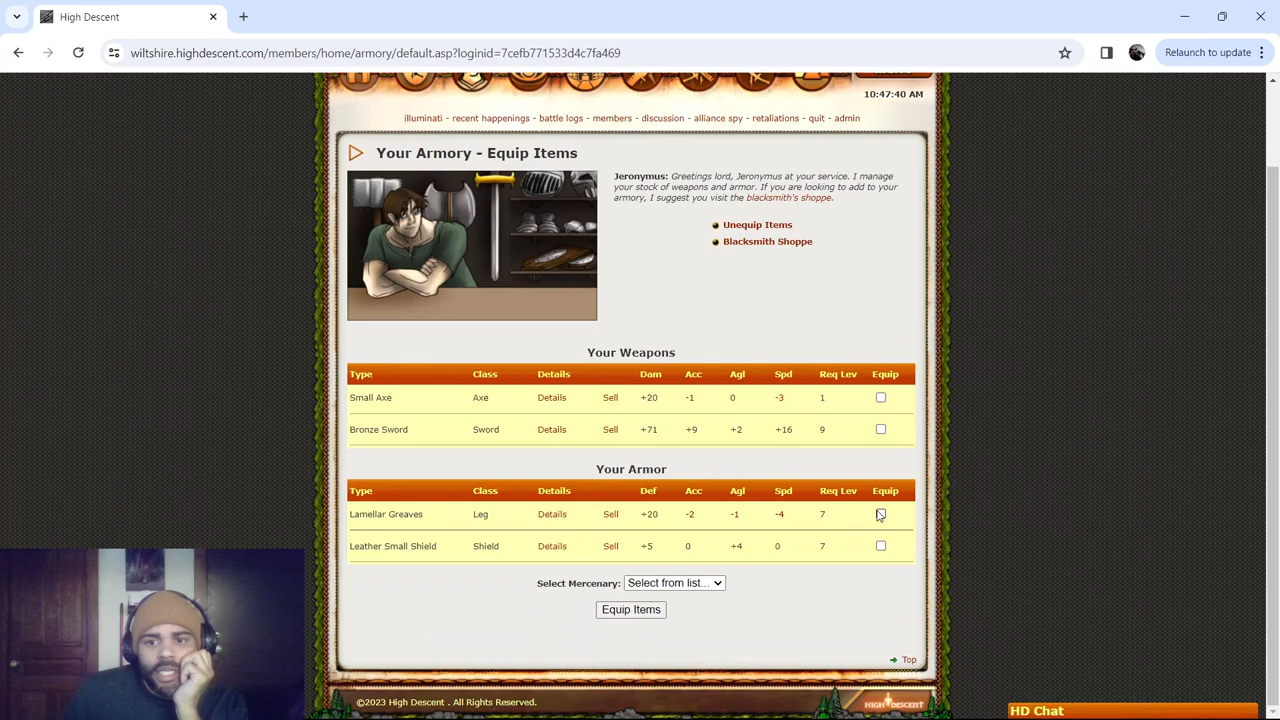 High Descent
wiltshire.highdescent.com/members/home/armory/default.asp?loginid=7cefb771533d4c7fa469
Relaunch to update
10:47:40 AM
illuminati - recent happenings - battle logs - members - discussion - alliance spy - retaliations - quit - admin
Your Armory - Equip Items
Jeronymus: Greetings lord, Jeronymus at your service. I manage
your stock of weapons and armor. If you are looking to add to your
armory, I suggest you visit the blacksmith's shoppe.
Unequip Items
Blacksmith Shoppe
Your Weapons
Type Class Details Dam Acc Agl Spd Req Lev Equip
Small Axe Axe Details Sell +20 -1 0 -3 1
Bronze Sword Sword Details Sell +71 +9 +2 +16 9
Your Armor
Type Class Details Def Acc Agl Spd Req Lev Equip
Lamellar Greaves Leg Details Sell +20 -2 -1 -4 7
Leather Small Shield Shield Details Sell +5 0 +4 0 7
Select Mercenary: Select from list...
Equip Items
Top
©2023 High Descent . All Rights Reserved.
HIGH DESCENT
HD Chat